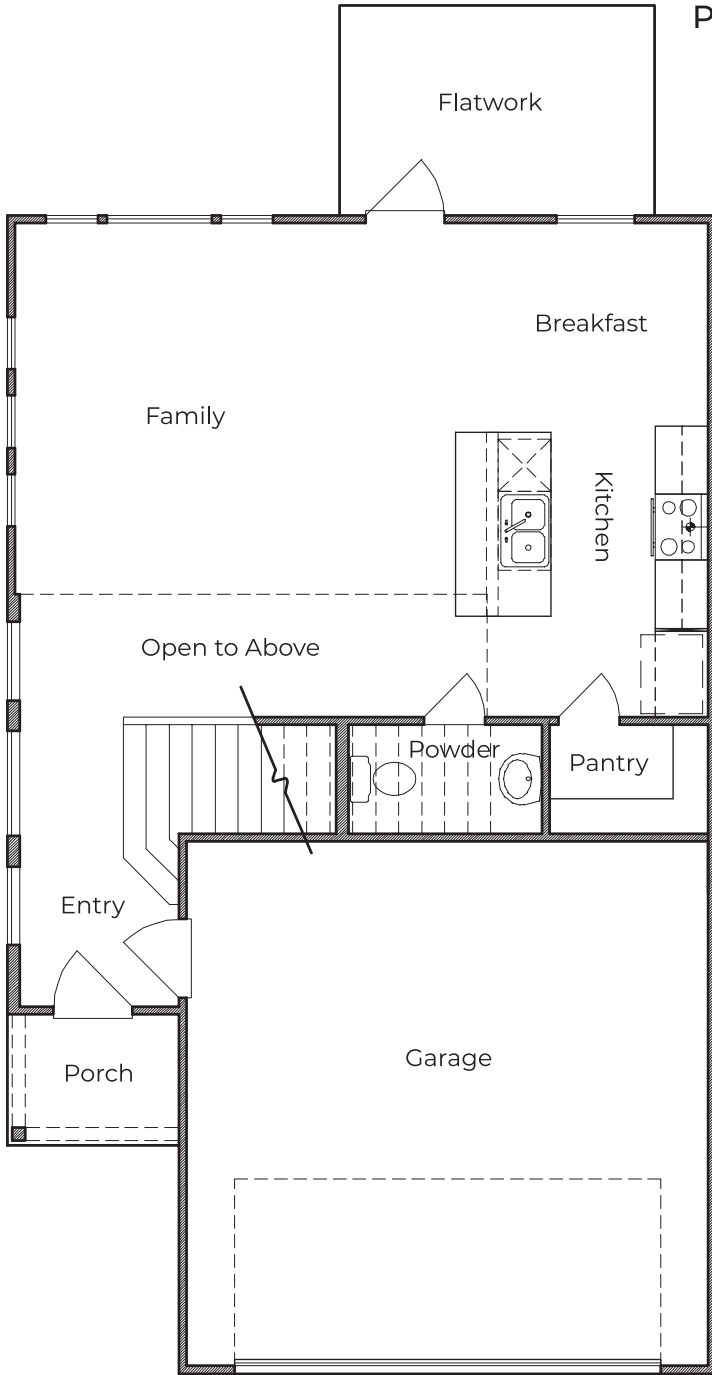 P
Flatwork
Breakfast
Family
Kitchen
Open to Above
Powder
Pantry
Entry
Porch
Garage